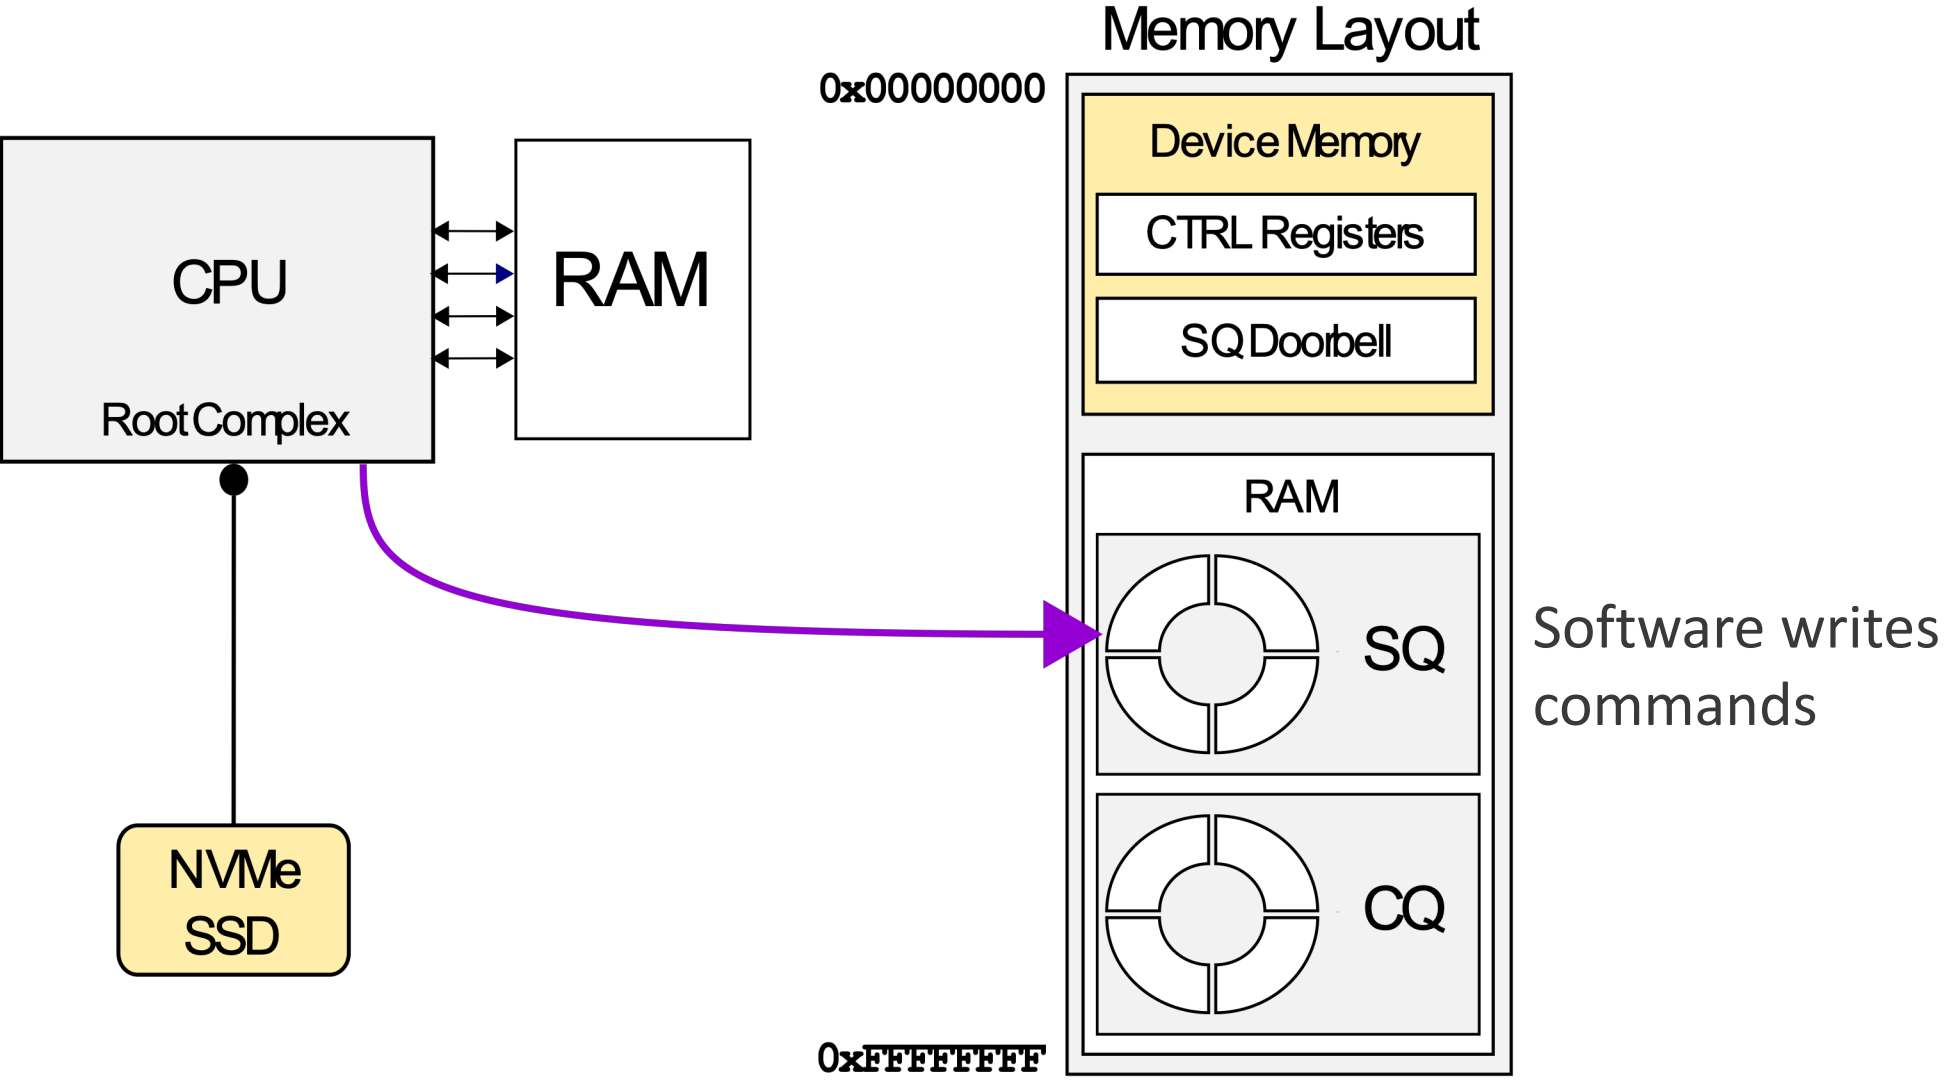 Memory Layout
0x00000000
Device Memory
CTRL Registers
SQ Doorbell
CPU
Root Complex
RAM
RAM
SQ
Software writes
commands
CQ
NVMe
SSD
0xFFFFFFFF